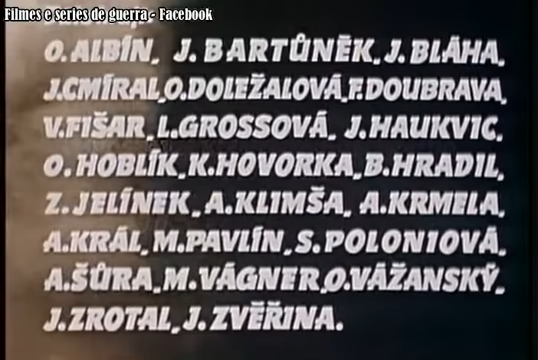 Filmes e series de guerra - Facebook
O. ALBÍN, J. BARTŮNĚK, J. BLÁHA,
J. CMÍRAL, O. DOLEŽALOVÁ, F. DOUBRAVA,
V. FIŠAR, L. GROSSOVÁ, J. HAUKVIC,
O. HOBLÍK, K. HOVORKA, B. HRADIL,
Z. JELÍNEK, A. KLIMŠA, A. KRMELA,
A. KRÁL, M. PAVLÍN, S. POLONIOVÁ,
A. ŠŮRA, M. VÁGNER, O. VÁŽANSKÝ,
J. ZROTAL, J. ZVĚŘINA.